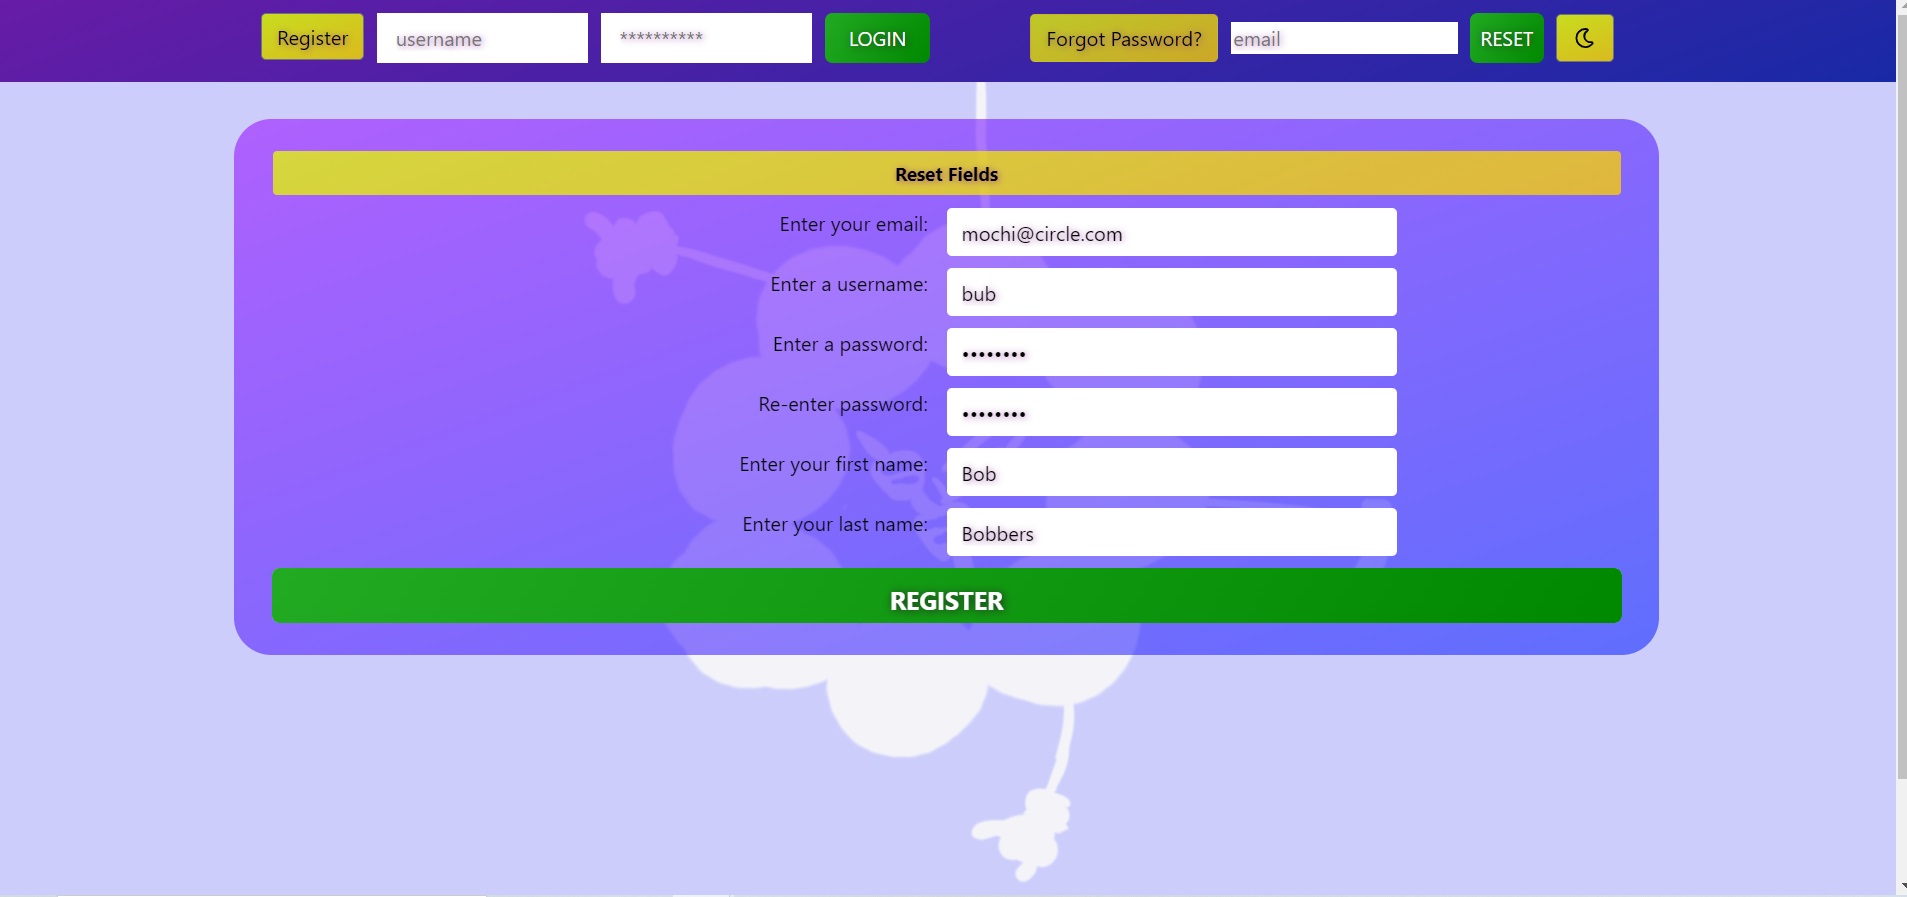 Register username ********** LOGIN Forgot Password? email RESET
Reset Fields
Enter your email: mochi@circle.com
Enter a username: bub
Enter a password: ••••••••
Re-enter password: ••••••••
Enter your first name: Bob
Enter your last name: Bobbers
REGISTER